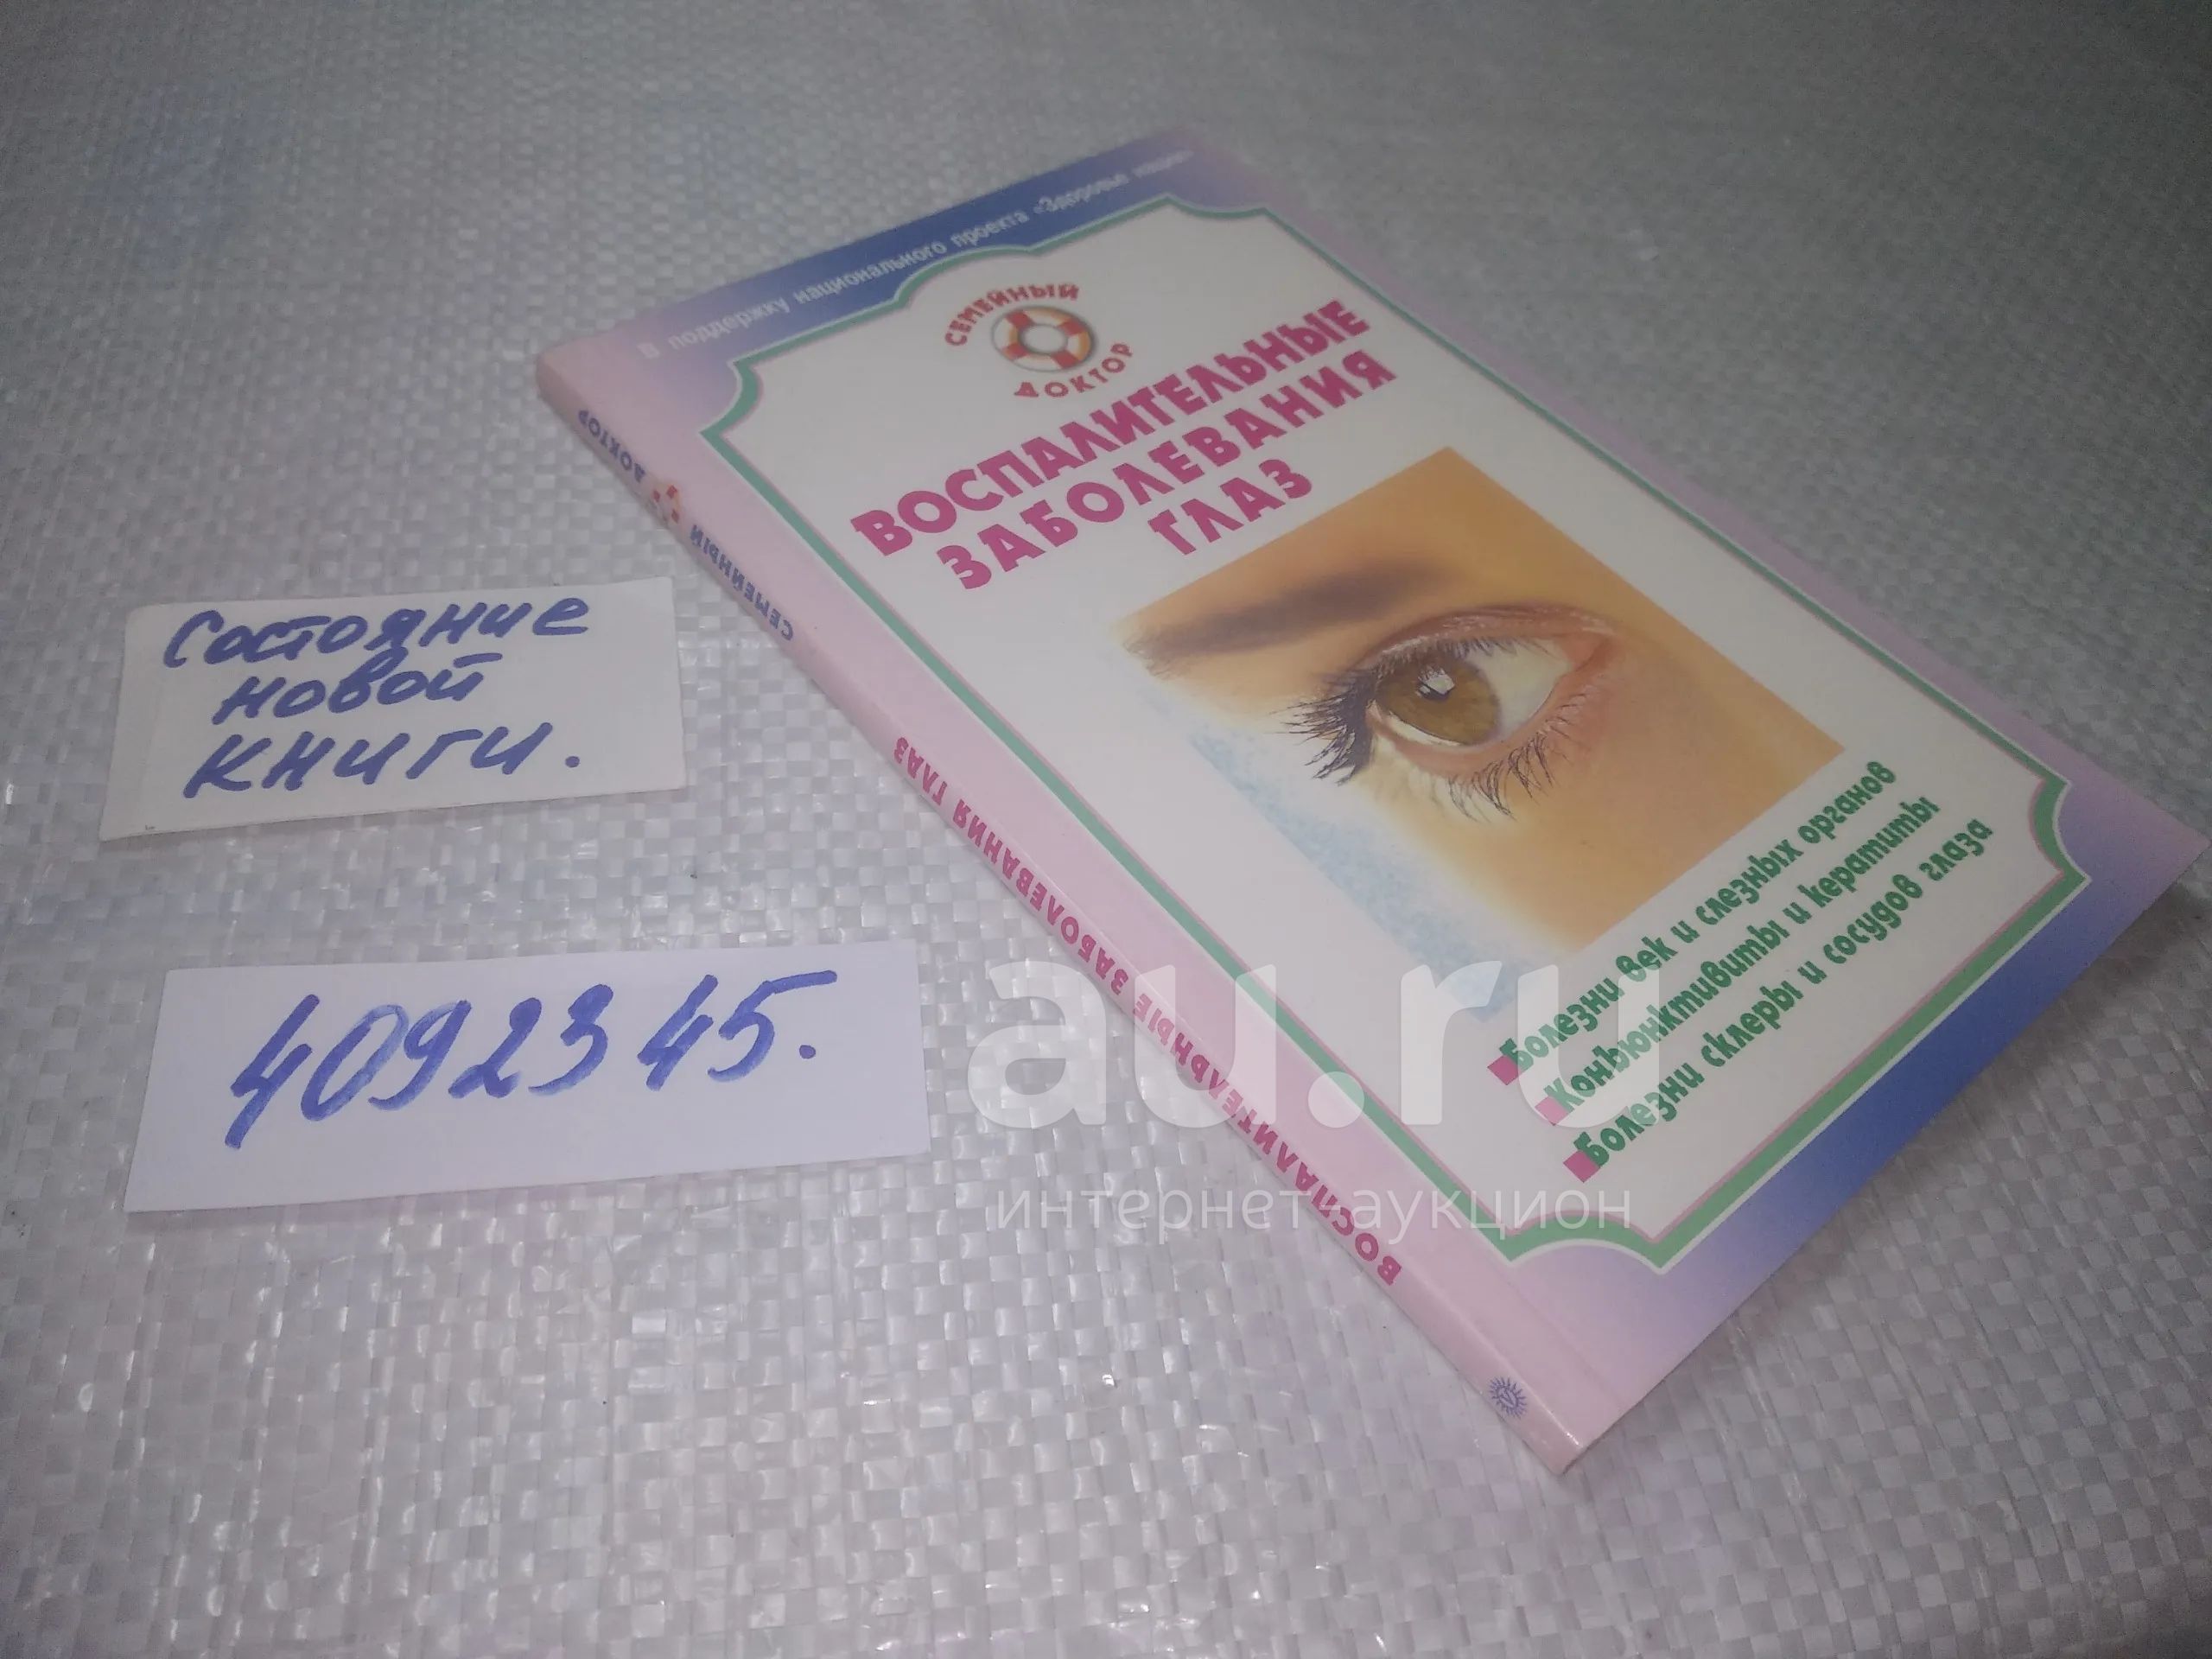 В поддержку национального проекта «Здоровье нации»
СЕМЕЙНЫЙ
ДОКТОР
ВОСПАЛИТЕЛЬНЫЕ
ЗАБОЛЕВАНИЯ
ГЛАЗ
Болезни век и слезных органов
Конъюнктивиты и кератиты
Болезни склеры и сосудов глаза
ВОСПАЛИТЕЛЬНЫЕ ЗАБОЛЕВАНИЯ ГЛАЗ
СЕМЕЙНЫЙ ДОКТОР
Состояние
новой
книги.
4092345.
au.ru
интернет-аукцион